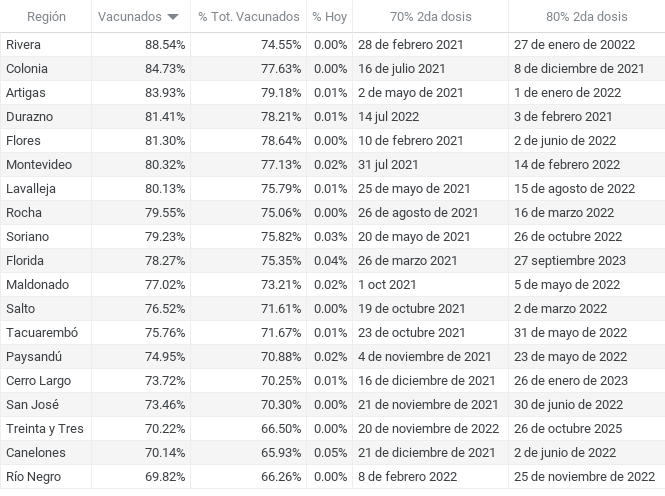 Región Vacunados % Tot. Vacunados % Hoy 70% 2da dosis 80% 2da dosis
Rivera 88.54% 74.55% 0.00% 28 de febrero 2021 27 de enero de 20022
Colonia 84.73% 77.63% 0.00% 16 de julio 2021 8 de diciembre de 2021
Artigas 83.93% 79.18% 0.01% 2 de mayo de 2021 1 de enero de 2022
Durazno 81.41% 78.21% 0.01% 14 jul 2022 3 de febrero 2021
Flores 81.30% 78.64% 0.00% 10 de febrero 2021 2 de junio de 2022
Montevideo 80.32% 77.13% 0.02% 31 jul 2021 14 de febrero 2022
Lavalleja 80.13% 75.79% 0.01% 25 de mayo de 2021 15 de agosto de 2022
Rocha 79.55% 75.06% 0.00% 26 de agosto de 2021 16 de marzo 2022
Soriano 79.23% 75.82% 0.03% 20 de mayo de 2021 26 de octubre 2022
Florida 78.27% 75.35% 0.04% 26 de marzo 2021 27 septiembre 2023
Maldonado 77.02% 73.21% 0.02% 1 oct 2021 5 de mayo de 2022
Salto 76.52% 71.61% 0.00% 19 de octubre 2021 2 de marzo 2022
Tacuarembó 75.76% 71.67% 0.01% 23 de octubre 2021 31 de mayo de 2022
Paysandú 74.95% 70.88% 0.02% 4 de noviembre de 2021 23 de mayo de 2022
Cerro Largo 73.72% 70.25% 0.01% 16 de diciembre de 2021 26 de enero de 2023
San José 73.46% 70.30% 0.00% 21 de noviembre de 2021 30 de junio de 2022
Treinta y Tres 70.22% 66.50% 0.00% 20 de noviembre de 2022 26 de octubre 2025
Canelones 70.14% 65.93% 0.05% 21 de diciembre de 2021 2 de junio de 2022
Río Negro 69.82% 66.26% 0.00% 8 de febrero 2022 25 de noviembre de 2022